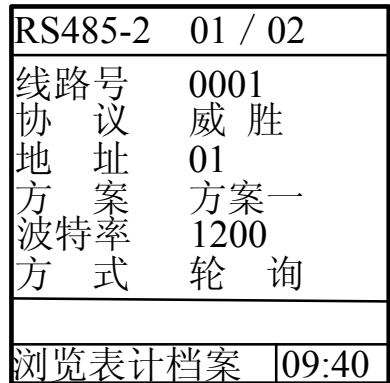 RS485-2 01 / 02
线路号 0001
协 议 威 胜
地 址 01
方 案 方案一
波特率 1200
方 式 轮 询
浏览表计档案 09:40